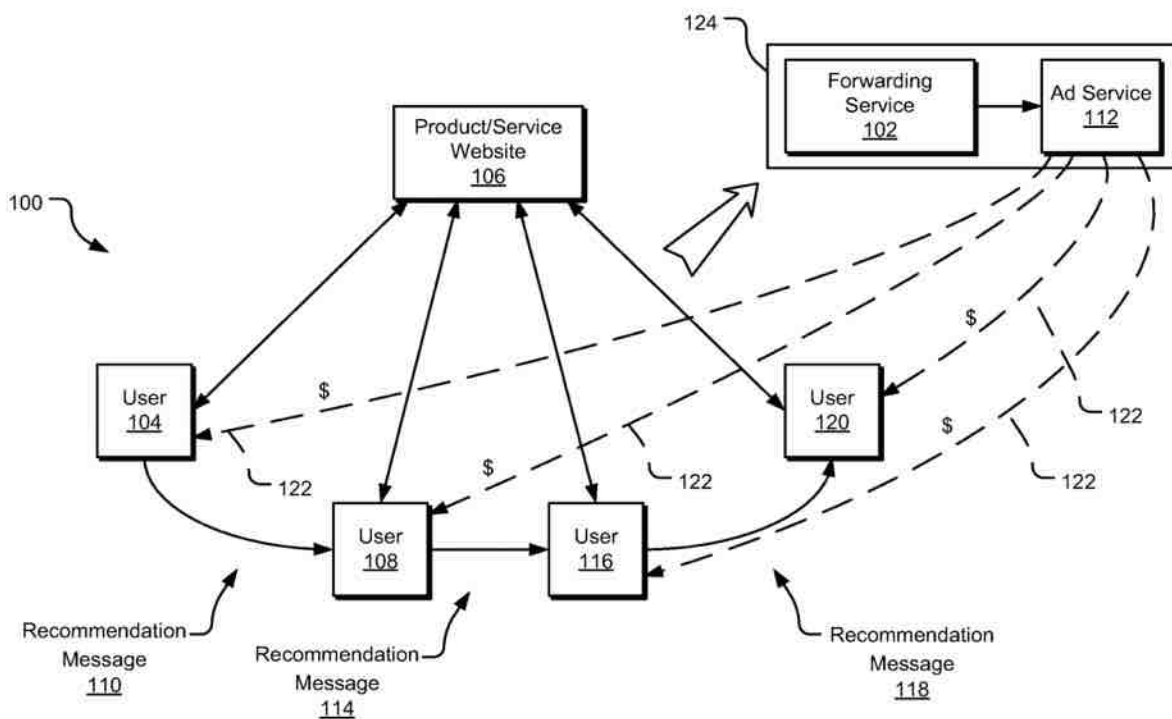 124
Forwarding
Service
102
Ad Service
112
Product/Service
Website
106
100
$
$
$
$
User
104
User
120
122
122
122
122
User
108
User
116
Recommendation
Message
110
Recommendation
Message
114
Recommendation
Message
118